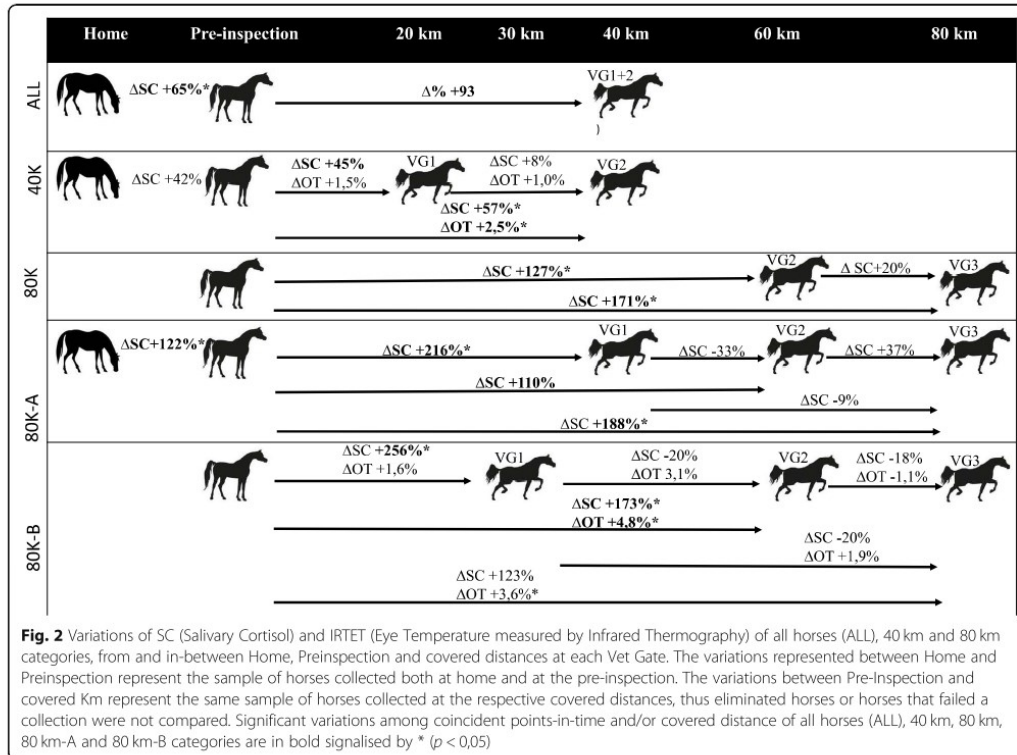 Home Pre-inspection 20 km 30 km 40 km 60 km 80 km
ALL
ΔSC +65%*
Δ% +93
VG1+2
)
40K
ΔSC +42%
ΔSC +45%
ΔOT +1,5%
VG1
ΔSC +8%
ΔOT +1,0%
VG2
ΔSC +57%*
ΔOT +2,5%*
80K
ΔSC +127%*
VG2
Δ SC+20%
VG3
ΔSC +171%*
80K-A
ΔSC+122%*
ΔSC +216%*
VG1
ΔSC -33%
VG2
ΔSC +37%
VG3
ΔSC +110%
ΔSC -9%
ΔSC +188%*
80K-B
ΔSC +256%*
ΔOT +1,6%
VG1
ΔSC -20%
ΔOT 3,1%
VG2
ΔSC -18%
ΔOT -1,1%
VG3
ΔSC +173%*
ΔOT +4,8%*
ΔSC -20%
ΔOT +1,9%
ΔSC +123%
ΔOT +3,6%*
Fig. 2 Variations of SC (Salivary Cortisol) and IRTET (Eye Temperature measured by Infrared Thermography) of all horses (ALL), 40 km and 80 km
categories, from and in-between Home, Preinspection and covered distances at each Vet Gate. The variations represented between Home and
Preinspection represent the sample of horses collected both at home and at the pre-inspection. The variations between Pre-Inspection and
covered Km represent the same sample of horses collected at the respective covered distances, thus eliminated horses or horses that failed a
collection were not compared. Significant variations among coincident points-in-time and/or covered distance of all horses (ALL), 40 km, 80 km,
80 km-A and 80 km-B categories are in bold signalised by * (p < 0,05)